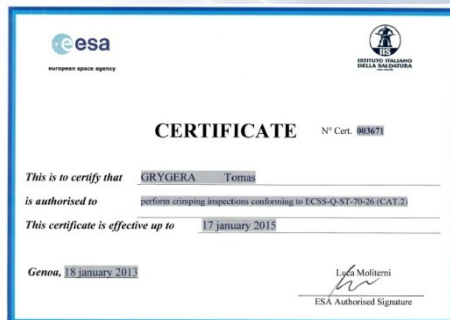 esa
european space agency
IIS
ISTITUTO ITALIANO
DELLA SALDATURA
CERTIFICATE N° Cert. 003671
This is to certify that GRYGERA Tomas
is authorised to perform crimping inspections conforming to ECSS-Q-ST-70-26 (CAT.2)
This certificate is effective up to 17 january 2015
Genoa, 18 january 2013
Luca Moliterni
ESA Authorised Signature